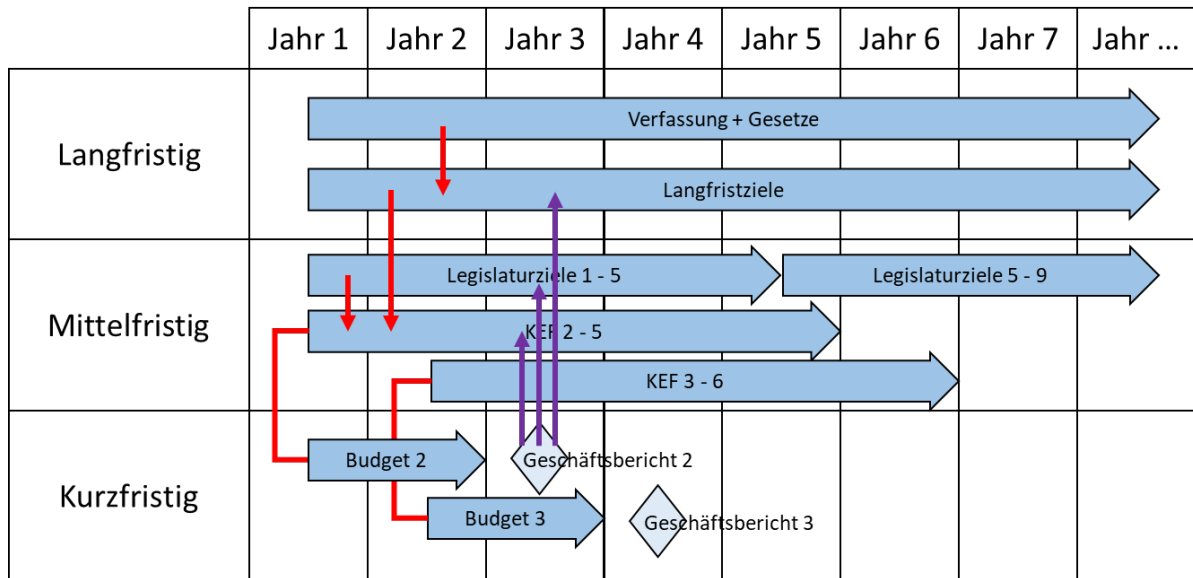 Jahr 1 Jahr 2 Jahr 3 Jahr 4 Jahr 5 Jahr 6 Jahr 7 Jahr ...
Langfristig
Verfassung + Gesetze
Langfristziele
Mittelfristig
Legislaturziele 1 - 5
Legislaturziele 5 - 9
KEF 2 - 5
KEF 3 - 6
Kurzfristig
Budget 2
Geschäftsbericht 2
Budget 3
Geschäftsbericht 3